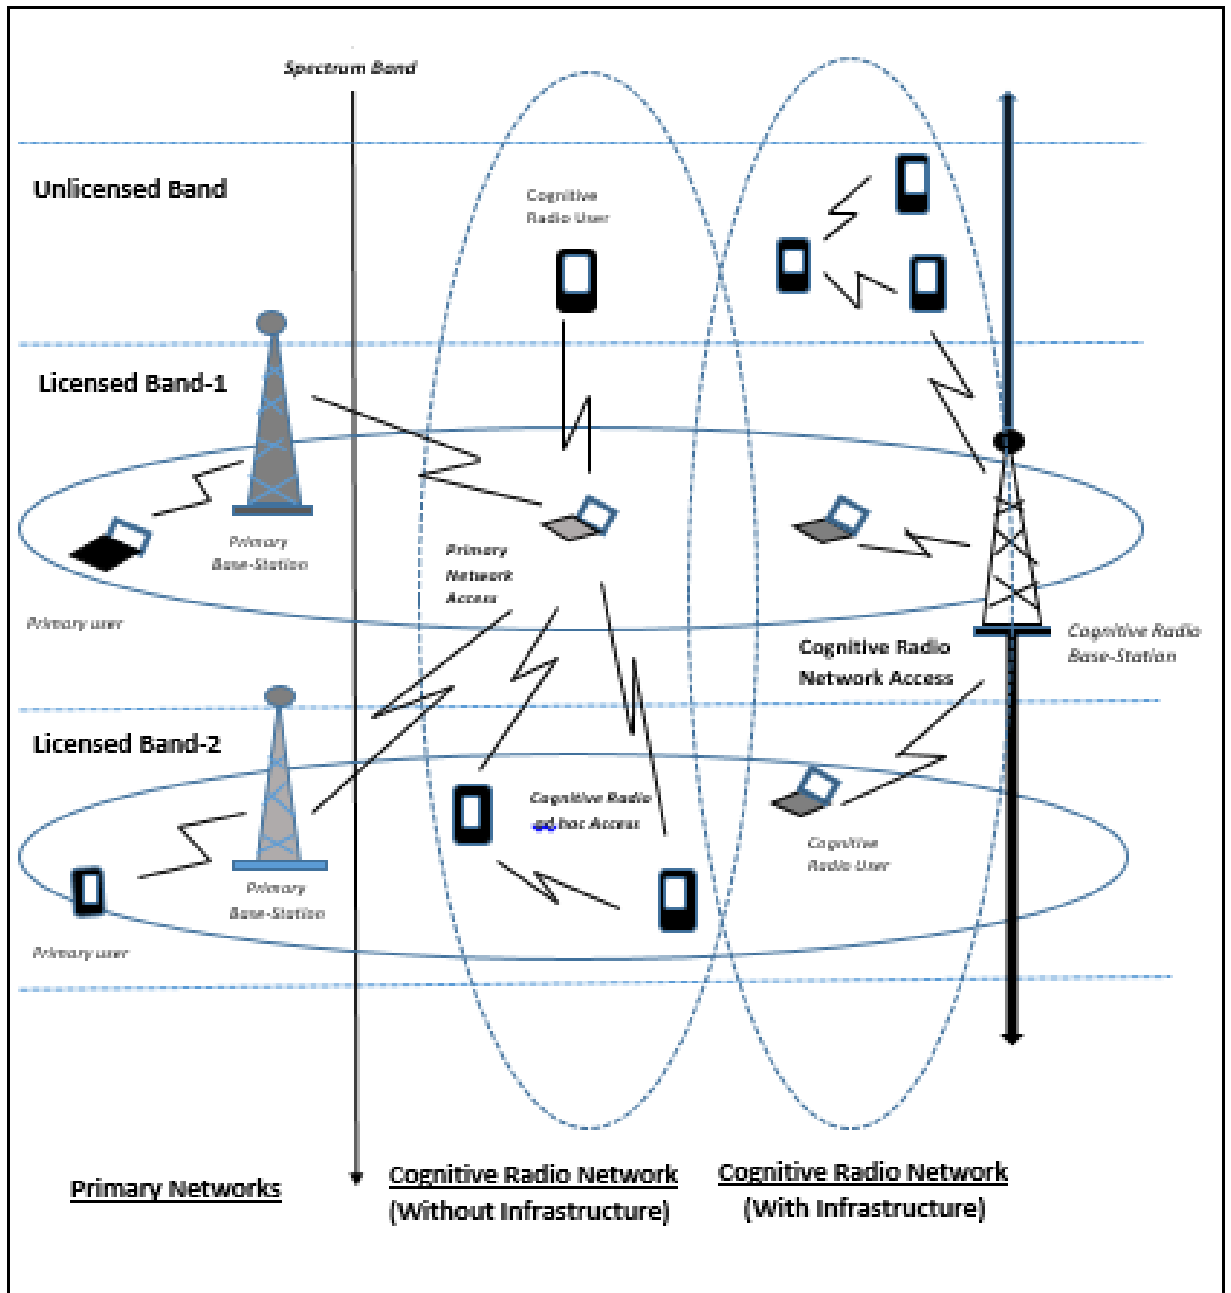 Spectrum Band
Unlicensed Band
Cognitive
Radio User
Licensed Band-1
Primary
Base-Station
Primary user
Primary
Network
Access
Cognitive Radio
Network Access
Cognitive Radio
Base-Station
Licensed Band-2
Cognitive Radio
ad-hoc Access
Cognitive
Radio User
Primary
Base-Station
Primary user
Primary Networks
Cognitive Radio Network
(Without Infrastructure)
Cognitive Radio Network
(With Infrastructure)